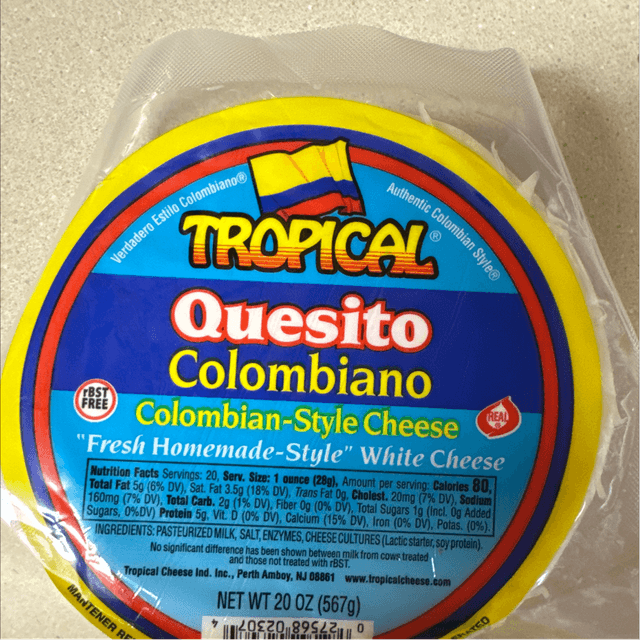 Verdadero Estilo Colombiano®
Authentic Colombian Style®
TROPICAL®
Quesito
Colombiano
rBST
FREE
Colombian-Style Cheese
REAL®
"Fresh Homemade-Style" White Cheese
Nutrition Facts Servings: 20, Serv. Size: 1 ounce (28g), Amount per serving: Calories 80,
Total Fat 5g (6% DV), Sat. Fat 3.5g (18% DV), Trans Fat 0g, Cholest. 20mg (7% DV), Sodium
160mg (7% DV), Total Carb. 2g (1% DV), Fiber 0g (0% DV), Total Sugars 1g (Incl. 0g Added
Sugars, 0%DV) Protein 5g, Vit. D (0% DV), Calcium (15% DV), Iron (0% DV), Potas. (0%).
INGREDIENTS: PASTEURIZED MILK, SALT, ENZYMES, CHEESE CULTURES (Lactic starter, soy protein).
No significant difference has been shown between milk from cows treated
and those not treated with rBST.
Tropical Cheese Ind. Inc., Perth Amboy, NJ 08861 www.tropicalcheese.com
NET WT 20 OZ (567g)
0 27568 02307
MANTENER